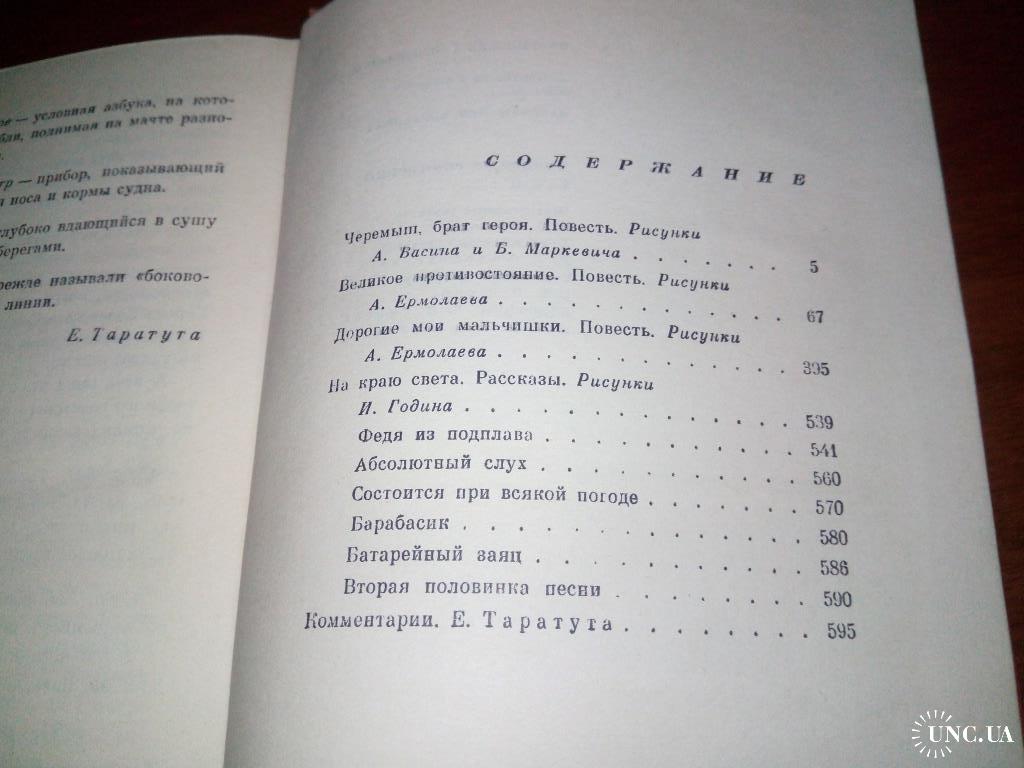 — условная азбука, на кото-
поднимая на мачте разно-
— прибор, показывающий
носа и кормы судна.
вдающийся в сушу
берегами.
называли «боково-
линии.
Е. Таратута
СОДЕРЖАНИЕ
Черемыш, брат героя. Повесть. Рисунки
А. Васина и Б. Маркевича . . . . . . . 5
Великое противостояние. Повесть. Рисунки
А. Ермолаева . . . . . . . . . . . . 67
Дорогие мои мальчишки. Повесть. Рисунки
А. Ермолаева . . . . . . . . . . . . 395
На краю света. Рассказы. Рисунки
И. Година . . . . . . . . . . . . . 539
Федя из подплава . . . . . . . . . . 541
Абсолютный слух . . . . . . . . . . 560
Состоится при всякой погоде . . . . . . 570
Барабасик . . . . . . . . . . . . . 580
Батарейный заяц . . . . . . . . . . 586
Вторая половинка песни . . . . . . . . 590
Комментарии. Е. Таратута . . . . . . . . 595
UNC.UA